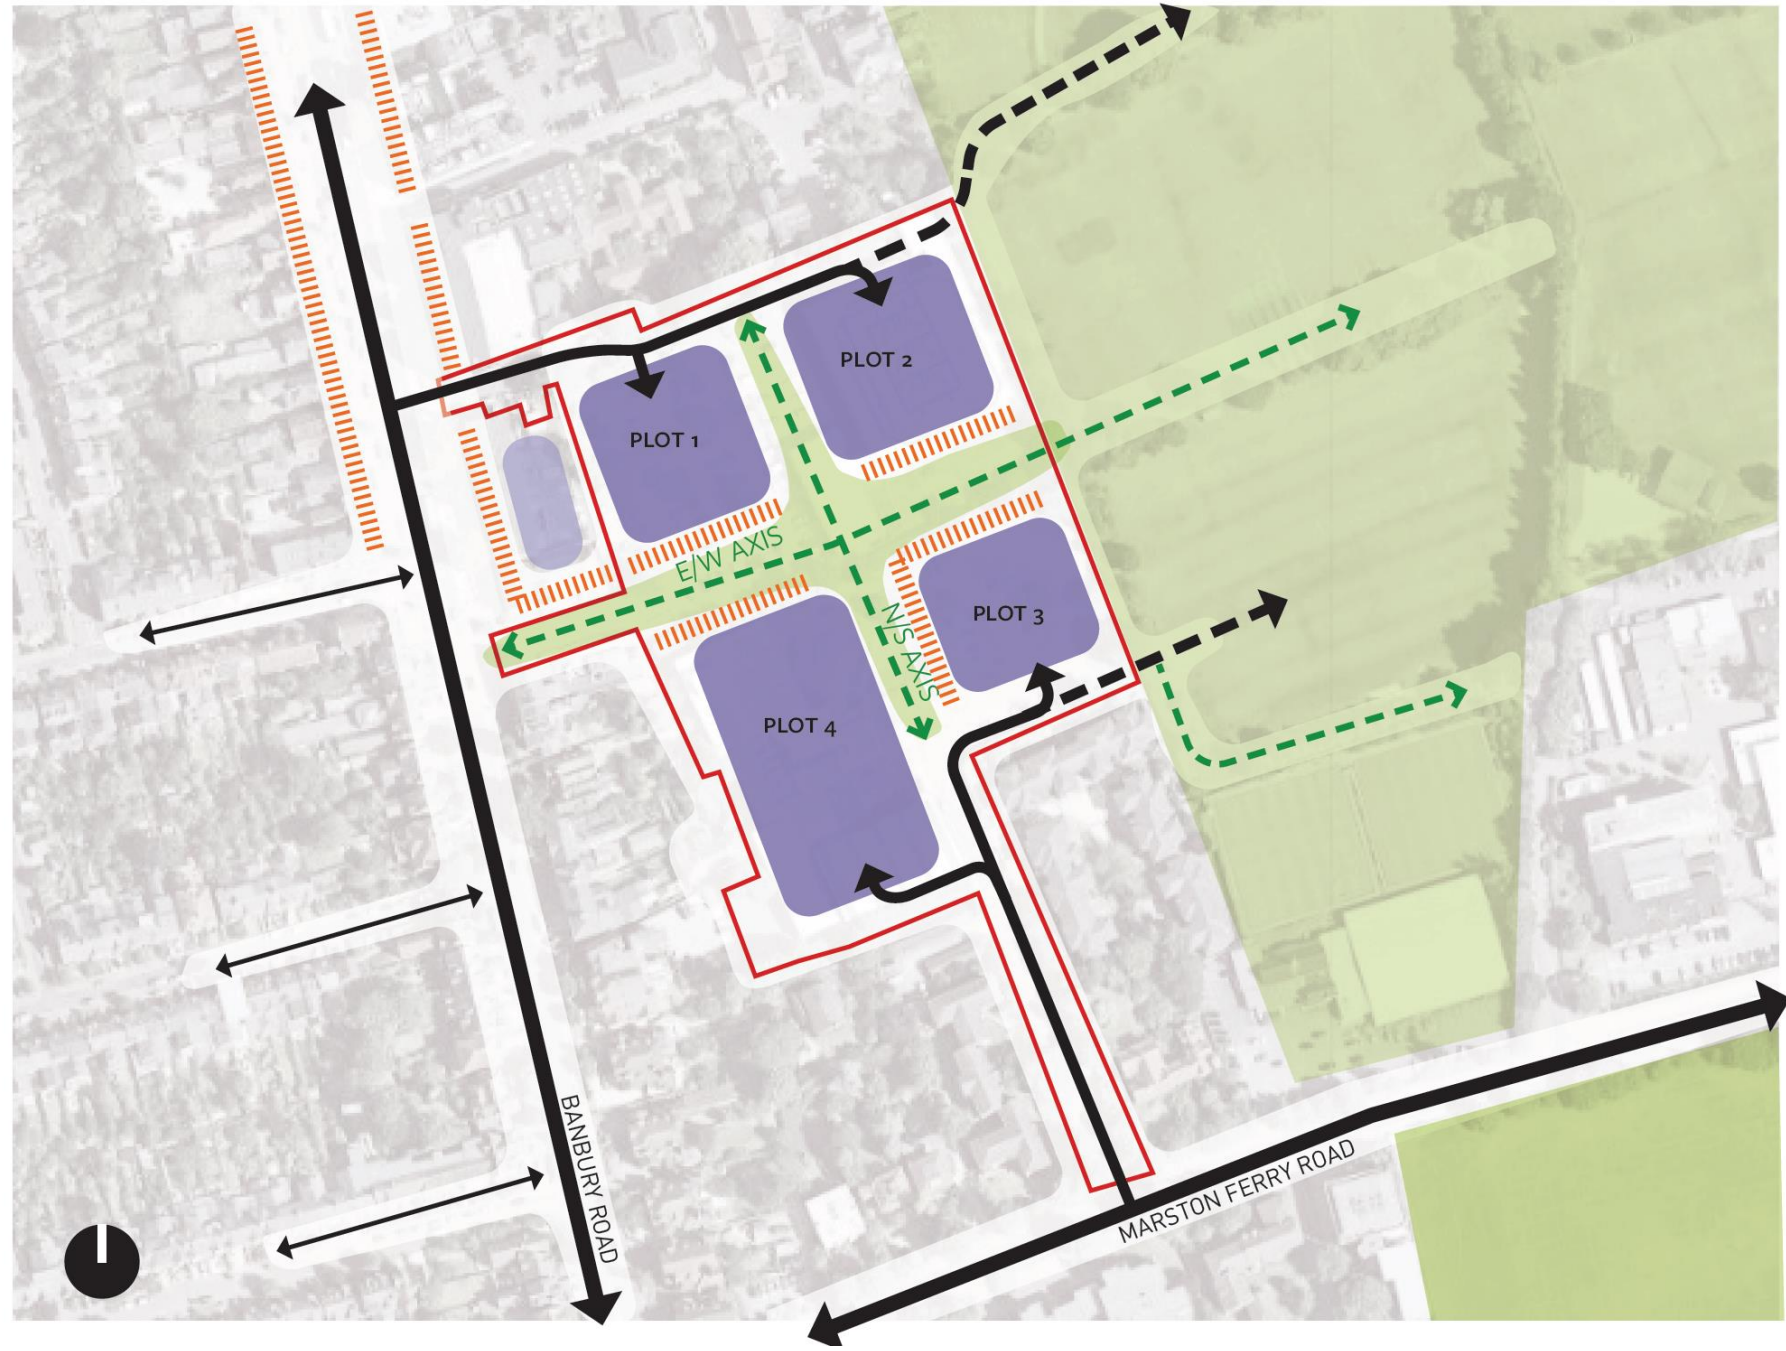 PLOT 2
PLOT 1
E/W AXIS
PLOT 3
N/S AXIS
PLOT 4
BANBURY ROAD
MARSTON FERRY ROAD